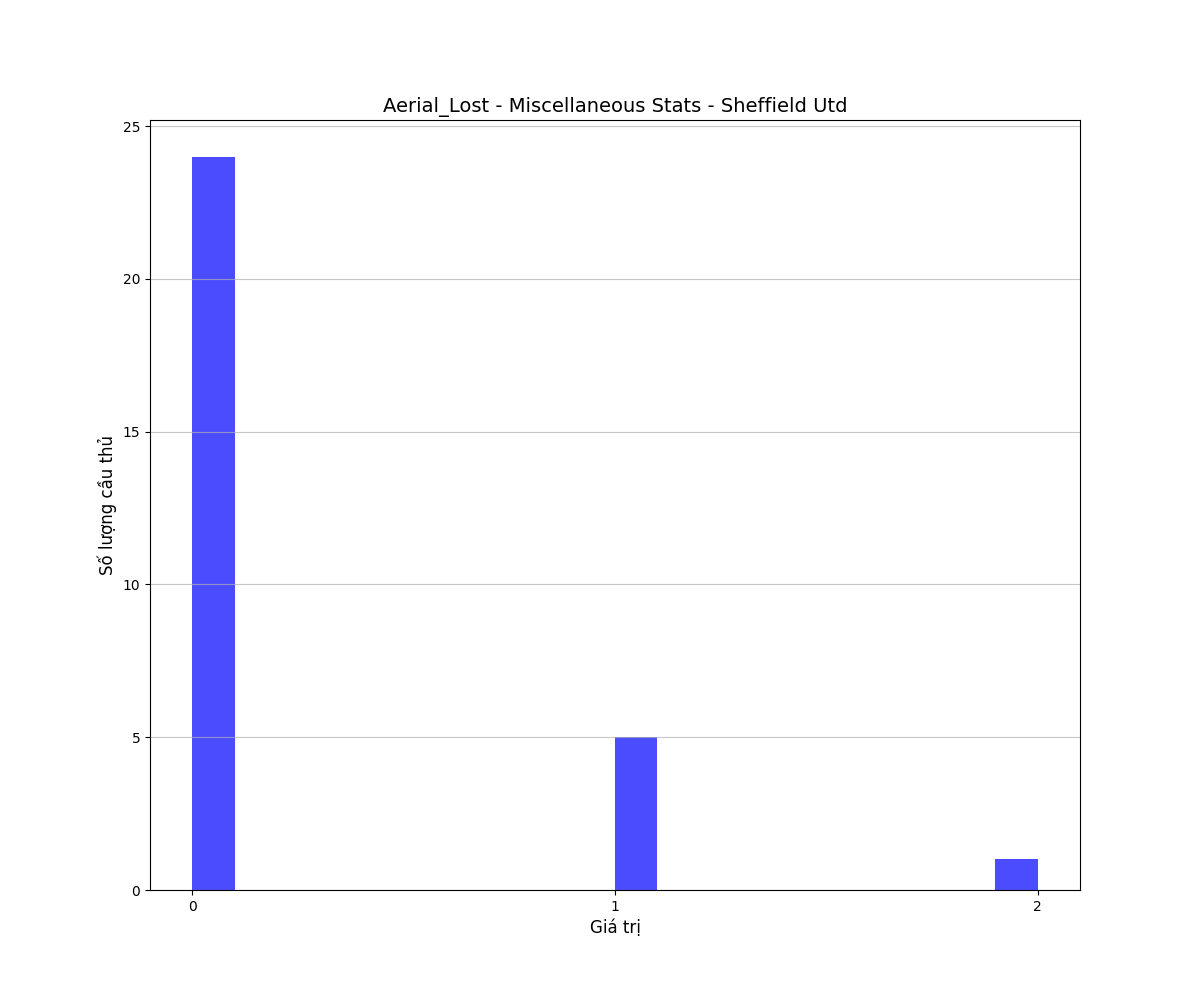 Aerial_Lost - Miscellaneous Stats - Sheffield Utd
25
20
15
10
5
0
Số lượng cầu thủ
0 1 2
Giá trị